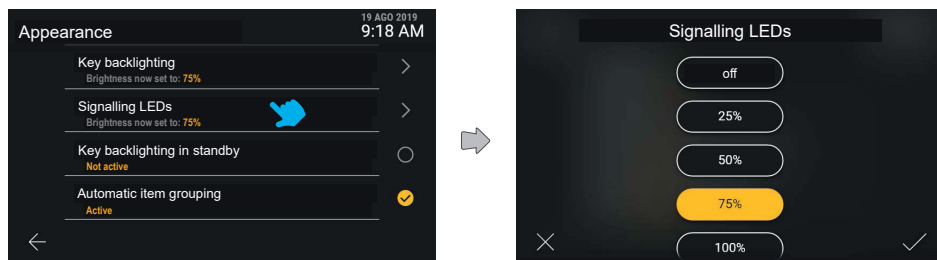 19 AGO 2019
Appearance 9:18 AM
Key backlighting
Brightness now set to: 75%
Signalling LEDs
Brightness now set to: 75%
Key backlighting in standby
Not active
Automatic item grouping
Active
Signalling LEDs
off
25%
50%
75%
100%